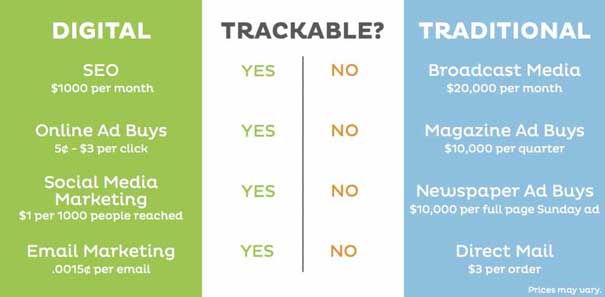 DIGITAL TRACKABLE? TRADITIONAL
SEO YES NO Broadcast Media
$1000 per month $20,000 per month
Online Ad Buys YES NO Magazine Ad Buys
5¢ - $3 per click $10,000 per quarter
Social Media
Marketing YES NO Newspaper Ad Buys
$1 per 1000 people reached $10,000 per full page Sunday ad
Email Marketing YES NO Direct Mail
.0015¢ per email $3 per order
Prices may vary.